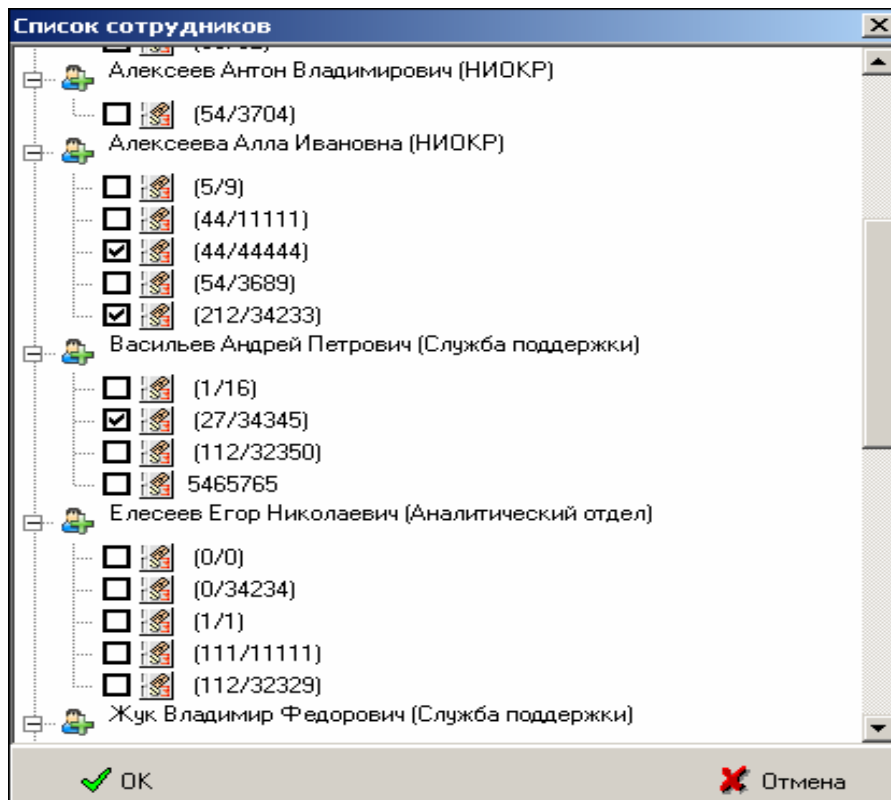 Список сотрудников
Алексеев Антон Владимирович (НИОКР)
(54/3704)
Алексеева Алла Ивановна (НИОКР)
(5/9)
(44/11111)
(44/44444)
(54/3689)
(212/34233)
Васильев Андрей Петрович (Служба поддержки)
(1/16)
(27/34345)
(112/32350)
5465765
Елесеев Егор Николаевич (Аналитический отдел)
(0/0)
(0/34234)
(1/1)
(111/11111)
(112/32329)
Жук Владимир Федорович (Служба поддержки)
OK Отмена